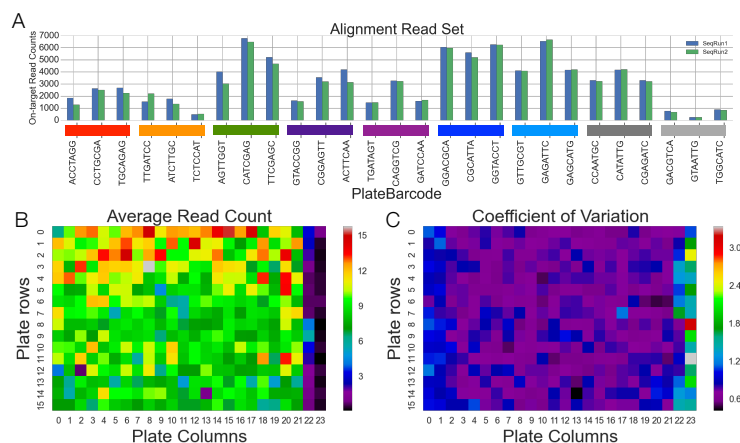 A
Alignment Read Set
On-target Read Counts
7000
6000
5000
4000
3000
2000
1000
0
SeqRun1
SeqRun2
ACCTAGG CCTGCGA TGCAGAG TTGATCC ATCTTGC TCTCCAT AGTTGGT CATCGAG TTCGAGC GTACCGG CGGAGTT ACTTCAA TGATAGT CAGGTCG GATCCAA GGACGCA CGCATTA GGTACCT GTTGCGT GAGATTC GAGCATG CCAATGC CATATTG CGAGATC GACGTCA GTAATTG TGGCATC
PlateBarcode
B
Average Read Count
Plate rows
0 1 2 3 4 5 6 7 8 9 10 11 12 13 14 15
0 1 2 3 4 5 6 7 8 9 10 11 12 13 14 15 16 17 18 19 20 21 22 23
Plate Columns
15
12
9
6
3
C
Coefficient of Variation
Plate rows
0 1 2 3 4 5 6 7 8 9 10 11 12 13 14 15
0 1 2 3 4 5 6 7 8 9 10 11 12 13 14 15 16 17 18 19 20 21 22 23
Plate Columns
3.0
2.4
1.8
1.2
0.6